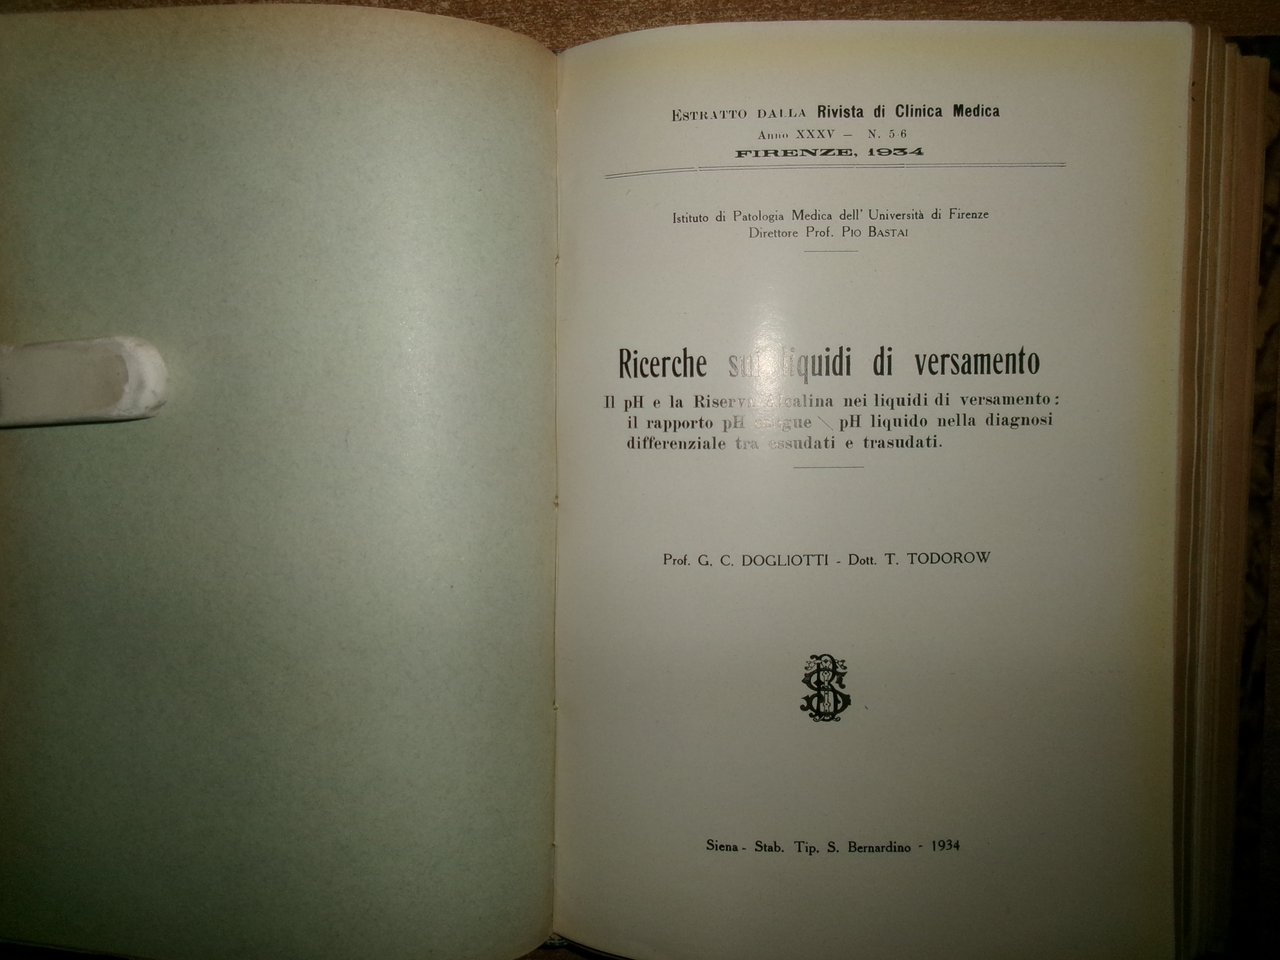 ESTRATTO DALLA Rivista di Clinica Medica
Anno XXXV — N. 5 6
FIRENZE, 1934
Istituto di Patologia Medica dell' Università di Firenze
Direttore Prof. PIO BASTAI
Ricerche sui liquidi di versamento
Il pH e la Riserva Alcalina nei liquidi di versamento :
il rapporto pH sangue \ pH liquido nella diagnosi
differenziale tra essudati e trasudati.
Prof. G. C. DOGLIOTTI - Dott. T. TODOROW
Siena - Stab. Tip. S. Bernardino - 1934